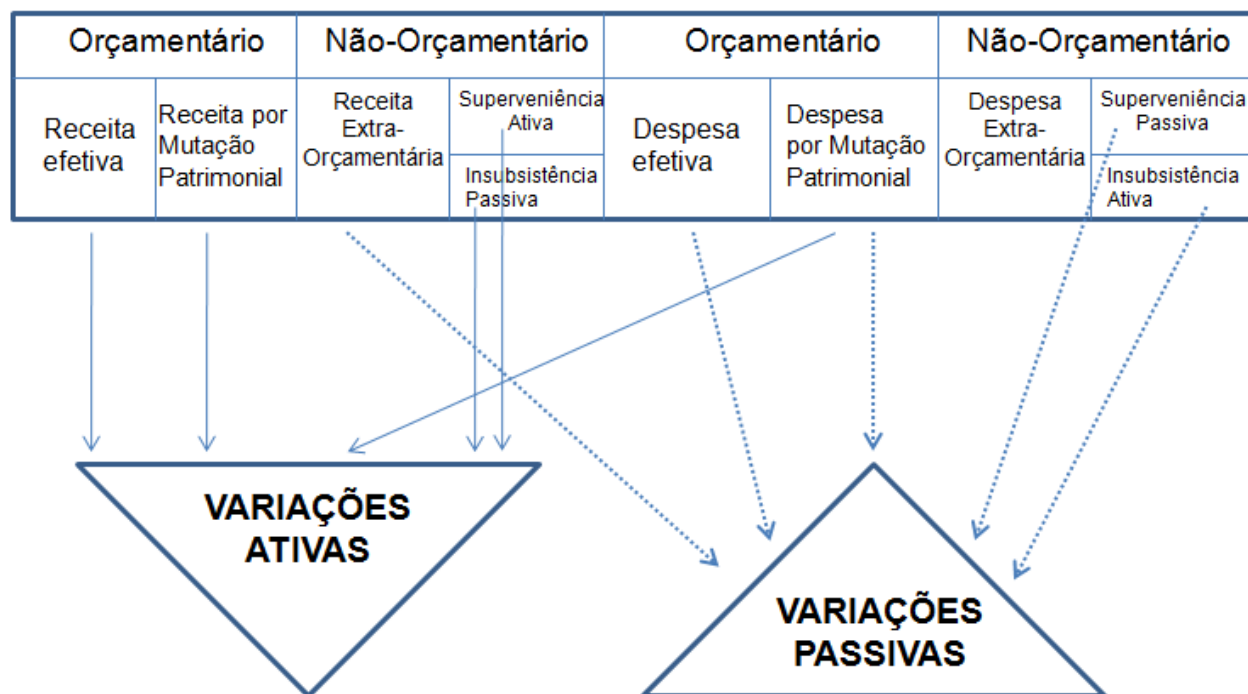 Orçamentário
Não-Orçamentário
Orçamentário
Não-Orçamentário
Receita
efetiva
Receita por
Mutação
Patrimonial
Receita
Extra-
Orçamentária
Superveniência
Ativa
Insubsistência
Passiva
Despesa
efetiva
Despesa
por Mutação
Patrimonial
Despesa
Extra-
Orçamentária
Superveniência
Passiva
Insubsistência
Ativa
VARIAÇÕES
ATIVAS
VARIAÇÕES
PASSIVAS